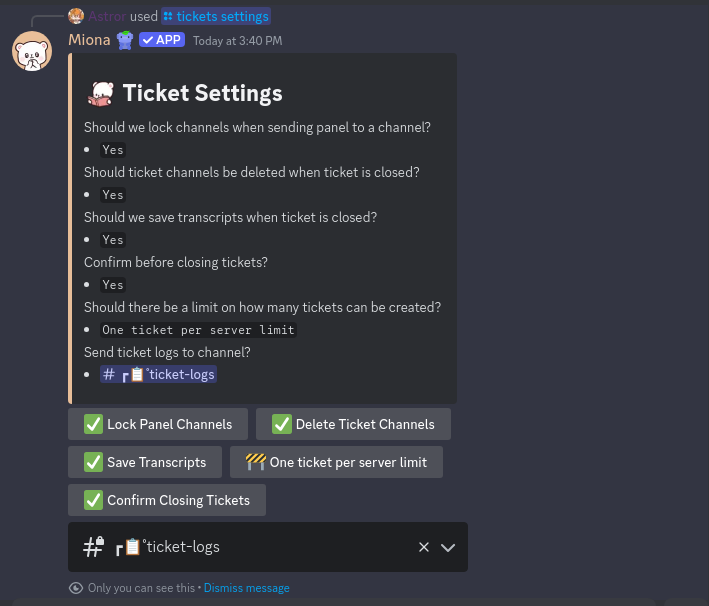 Astror used tickets settings
Miona APP Today at 3:40 PM
Ticket Settings
Should we lock channels when sending panel to a channel?
• Yes
Should ticket channels be deleted when ticket is closed?
• Yes
Should we save transcripts when ticket is closed?
• Yes
Confirm before closing tickets?
• Yes
Should there be a limit on how many tickets can be created?
• One ticket per server limit
Send ticket logs to channel?
• # ┏📋˚ticket-logs
✅ Lock Panel Channels ✅ Delete Ticket Channels
✅ Save Transcripts 🚧 One ticket per server limit
✅ Confirm Closing Tickets
# ┏📋˚ticket-logs
Only you can see this • Dismiss message